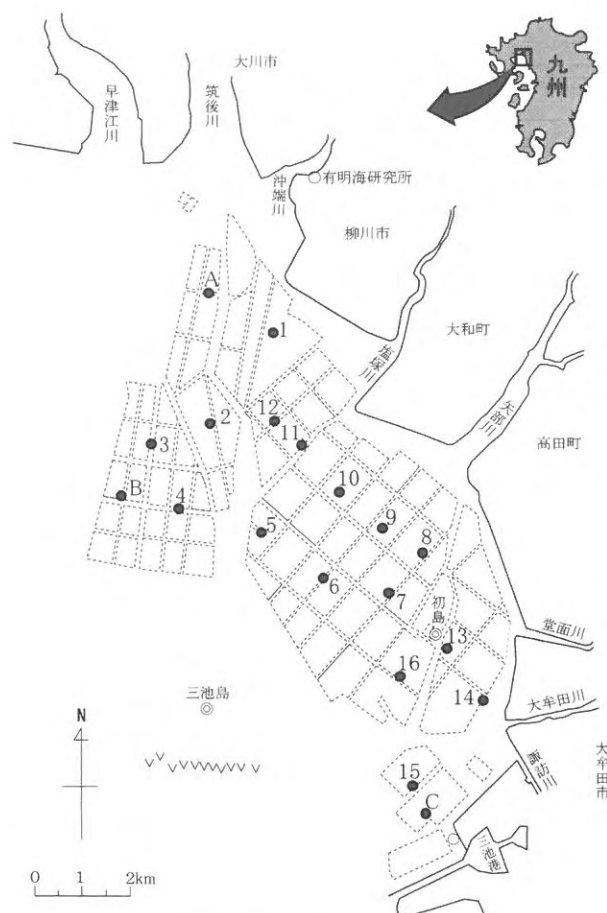 大川市
九州
早津江川
筑後川
沖端川
有明海研究所
柳川市
A
1
大和町
塩塚川
2
12
11
矢部川
高田町
3
B
4
10
9
8
5
6
7
初島
13
堂面川
16
三池島
14
大牟田川
N
諏訪川
大牟田市
15
C
三池港
0 1 2km